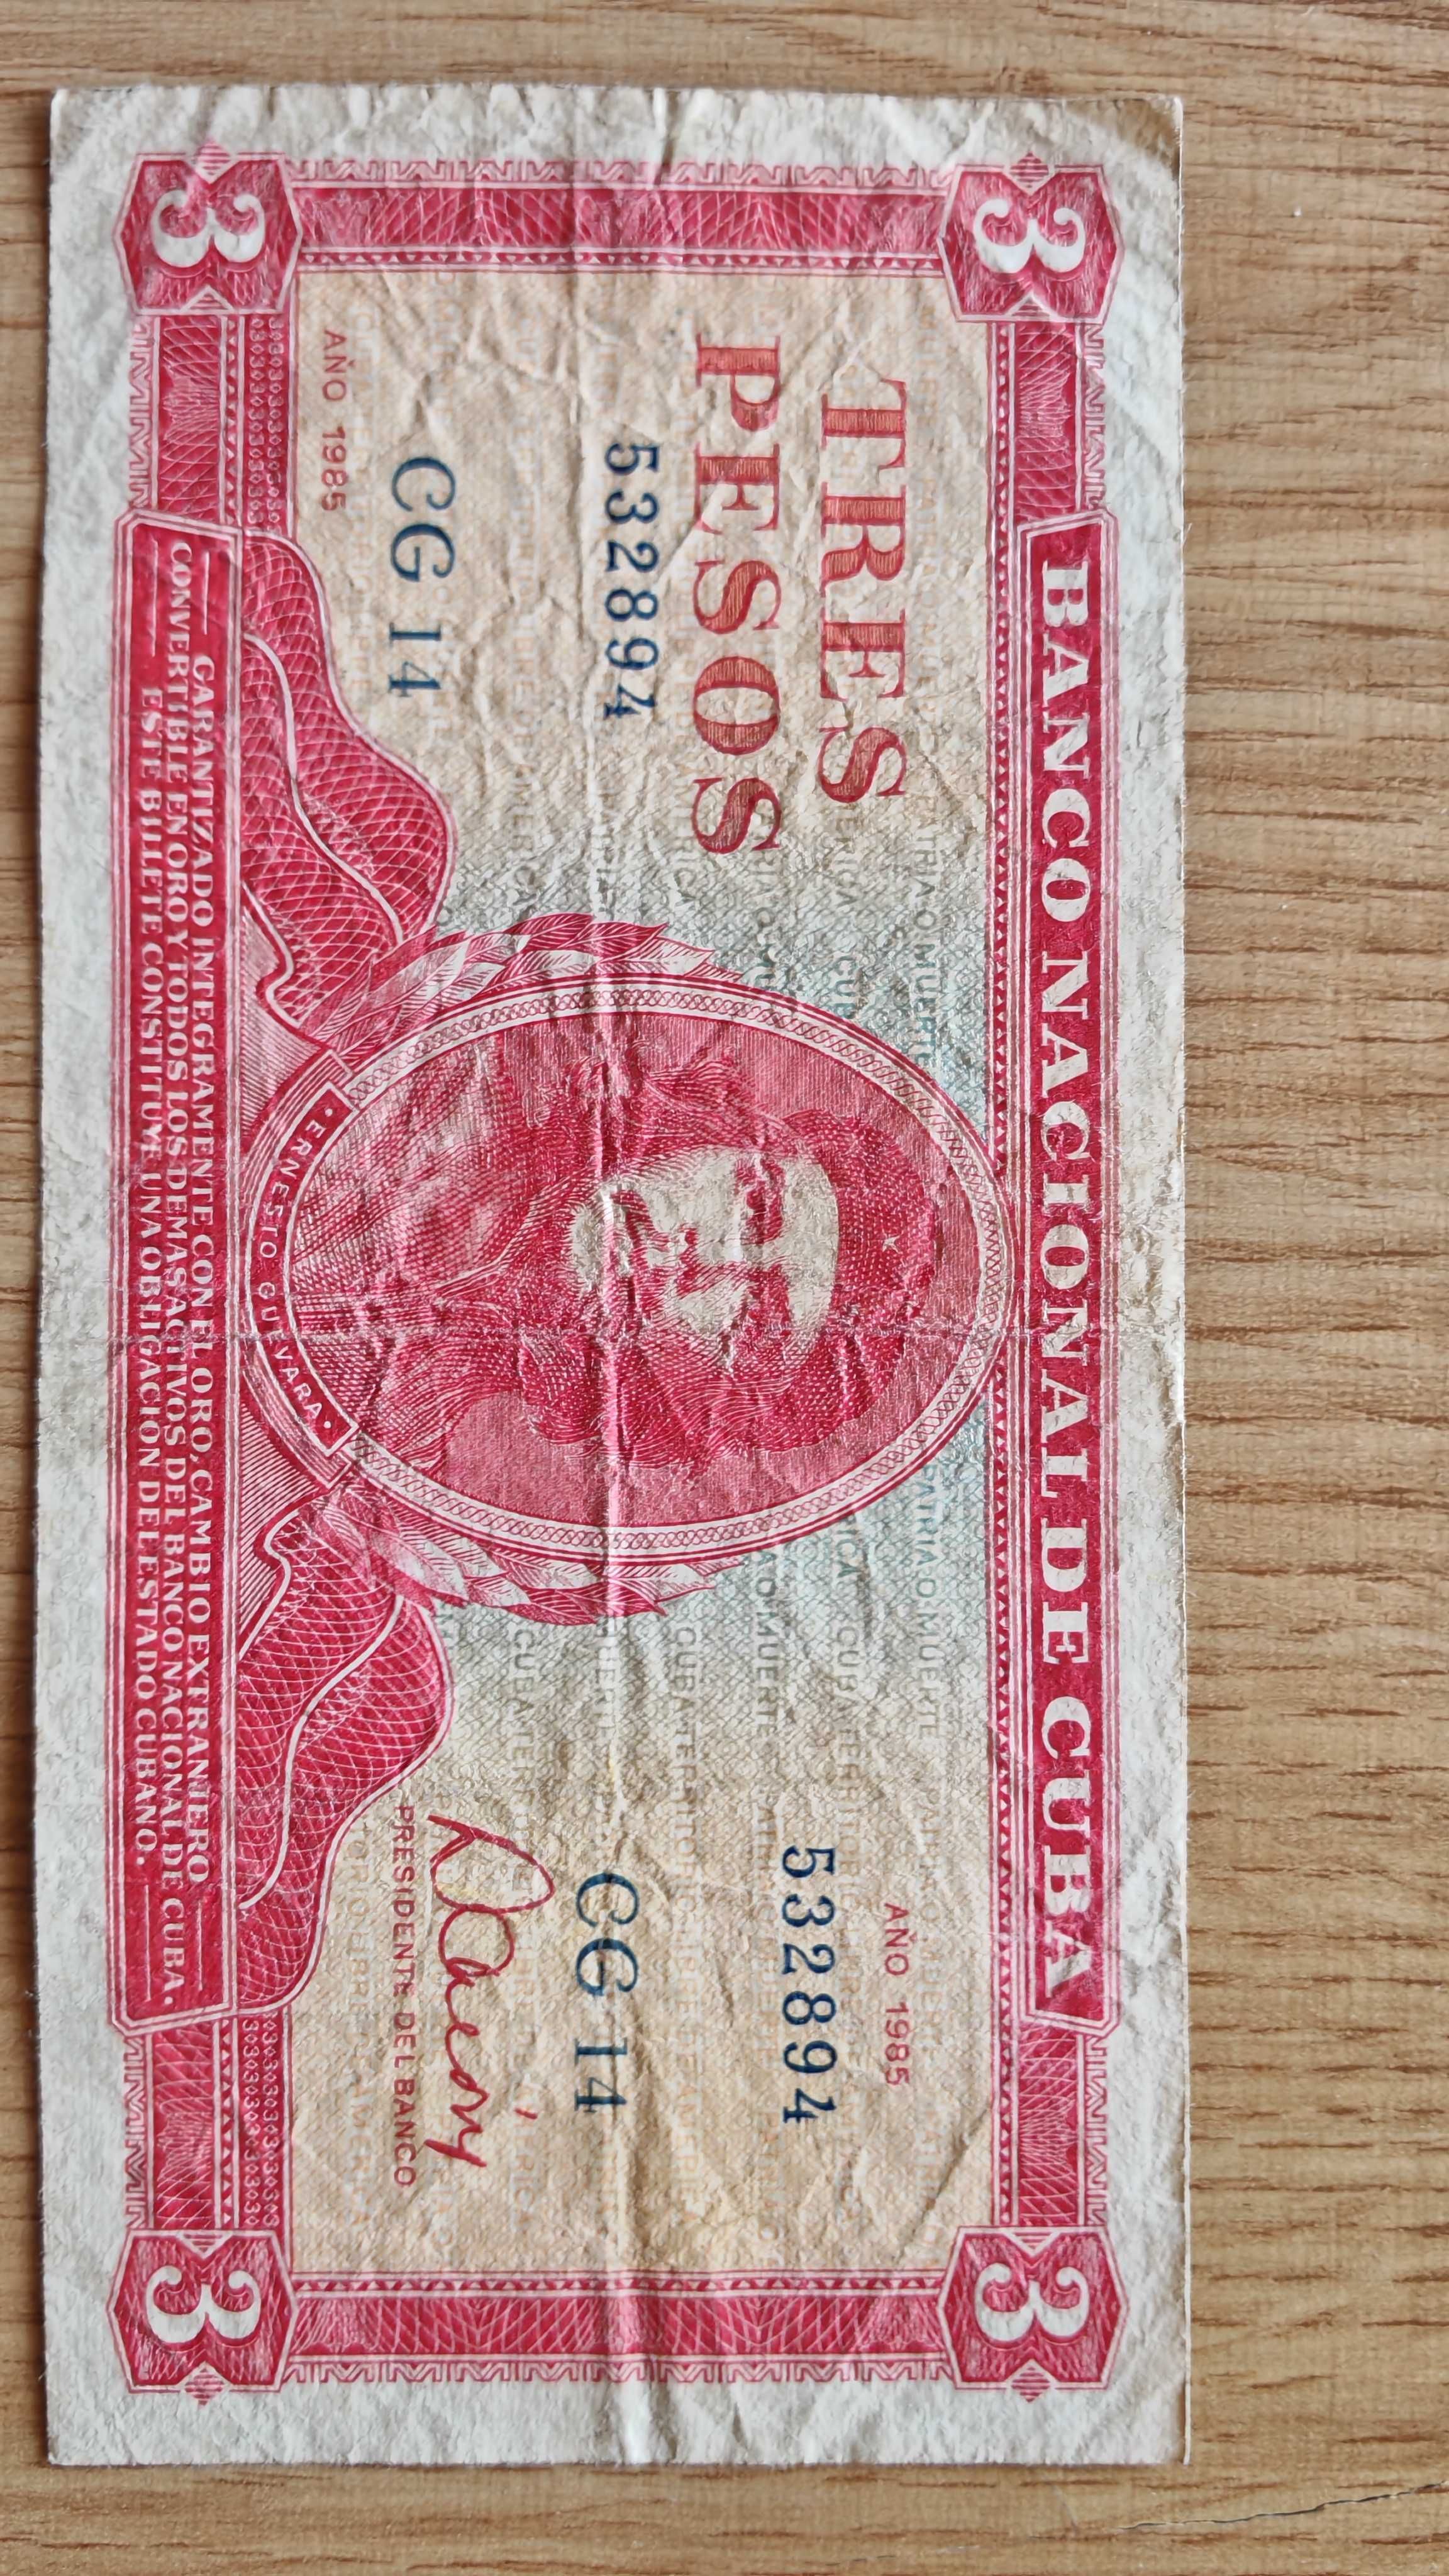 3
BANCO NACIONAL DE CUBA
3
TRES
PESOS
AÑO 1985
532894
532894
CG 14
CG 14
AÑO 1985
PRESIDENTE DEL BANCO
• ERNESTO GUEVARA •
3
GARANTIZADO INTEGRAMENTE CON EL ORO, CAMBIO EXTRANJERO
CONVERTIBLE EN ORO Y TODOS LOS DEMAS ACTIVOS DEL BANCO NACIONAL DE CUBA.
ESTE BILLETE CONSTITUYE UNA OBLIGACION DEL ESTADO CUBANO.
3